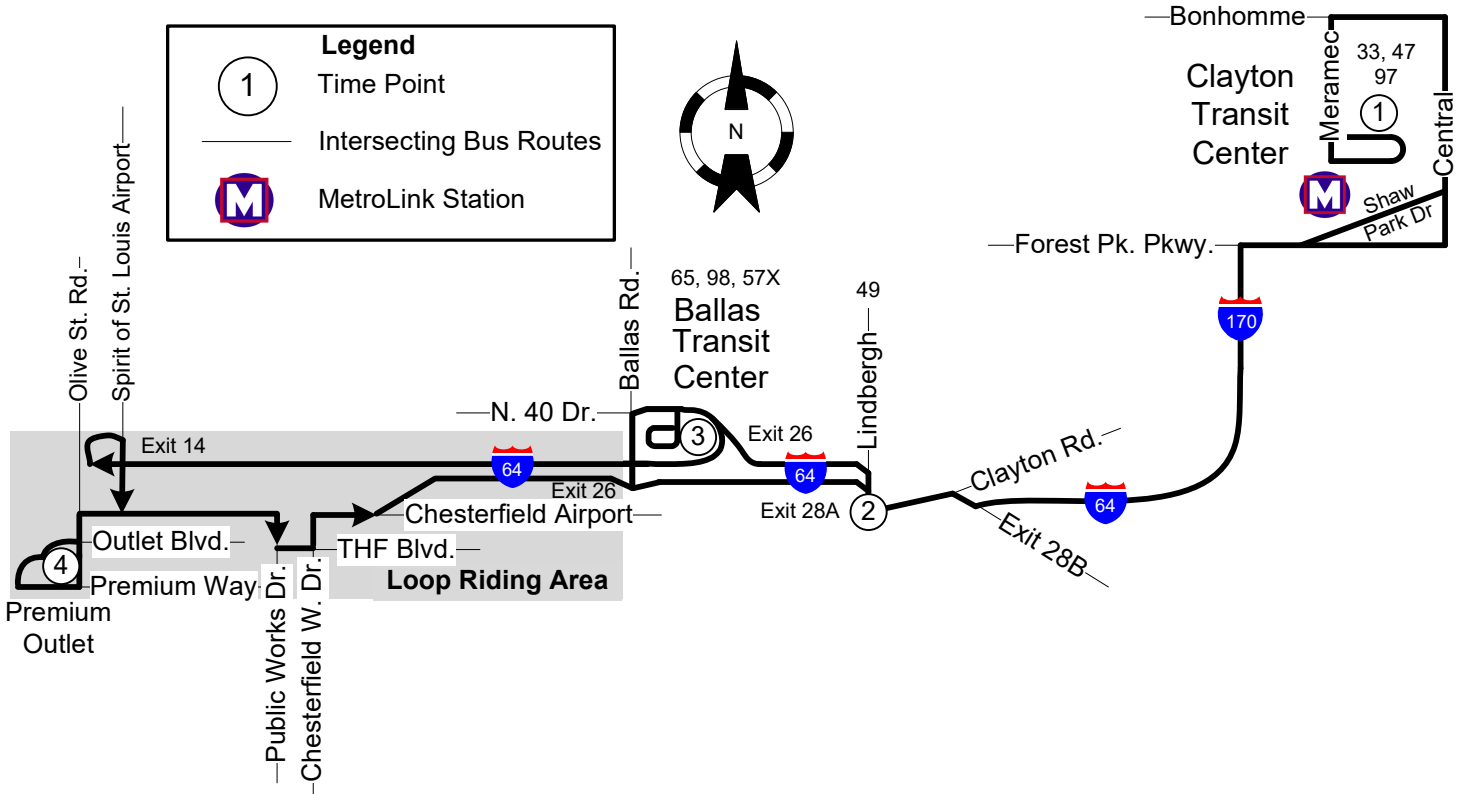 Legend
1
Time Point
Intersecting Bus Routes
M
MetroLink Station
N
Bonhomme
Meramec
33, 47
97
1
Clayton
Transit
Center
Central
M
Shaw
Park Dr
Forest Pk. Pkwy.
170
Olive St. Rd.
Spirit of St. Louis Airport
Ballas Rd.
65, 98, 57X
Ballas
Transit
Center
49
Lindbergh
N. 40 Dr.
3
Exit 26
Exit 14
64
64
Exit 26
Exit 28A
2
Clayton Rd.
64
Exit 28B
Chesterfield Airport
Outlet Blvd.
THF Blvd.
4
Premium Way
Loop Riding Area
Premium
Outlet
Public Works Dr.
Chesterfield W. Dr.